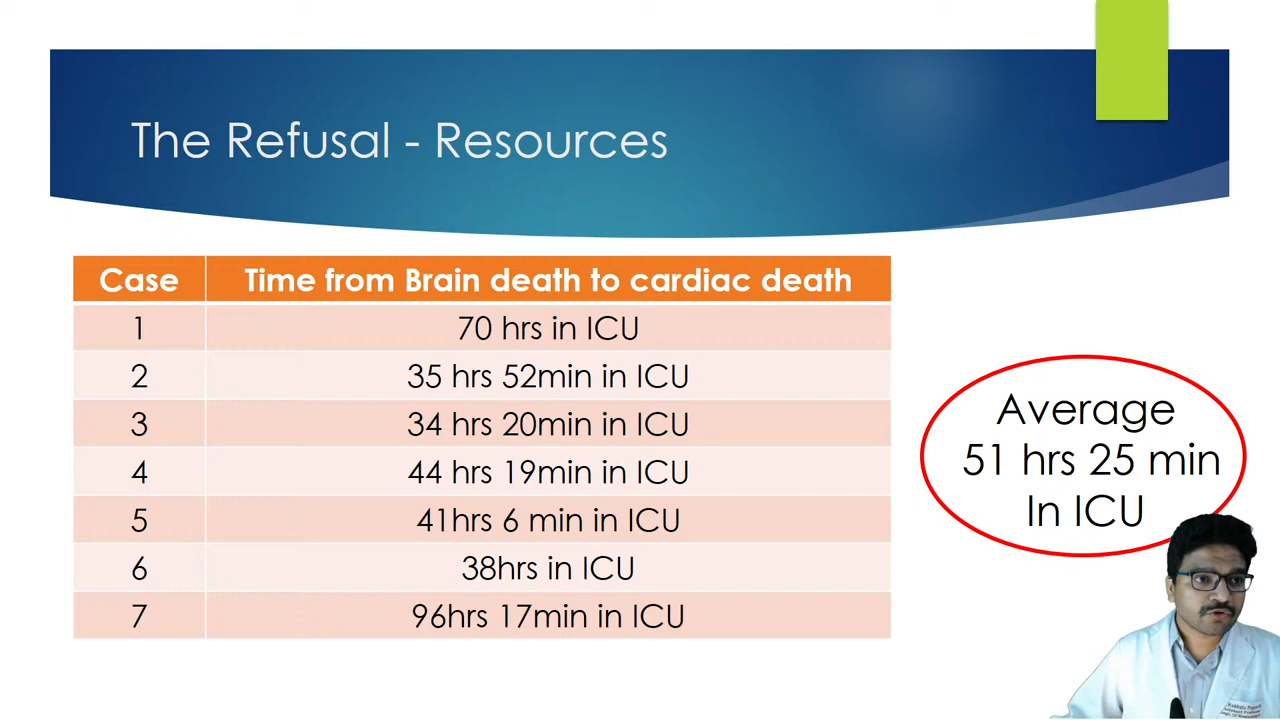 The Refusal - Resources
Case Time from Brain death to cardiac death
1 70 hrs in ICU
2 35 hrs 52min in ICU
3 34 hrs 20min in ICU
4 44 hrs 19min in ICU
5 41hrs 6 min in ICU
6 38hrs in ICU
7 96hrs 17min in ICU
Average
51 hrs 25 min
In ICU